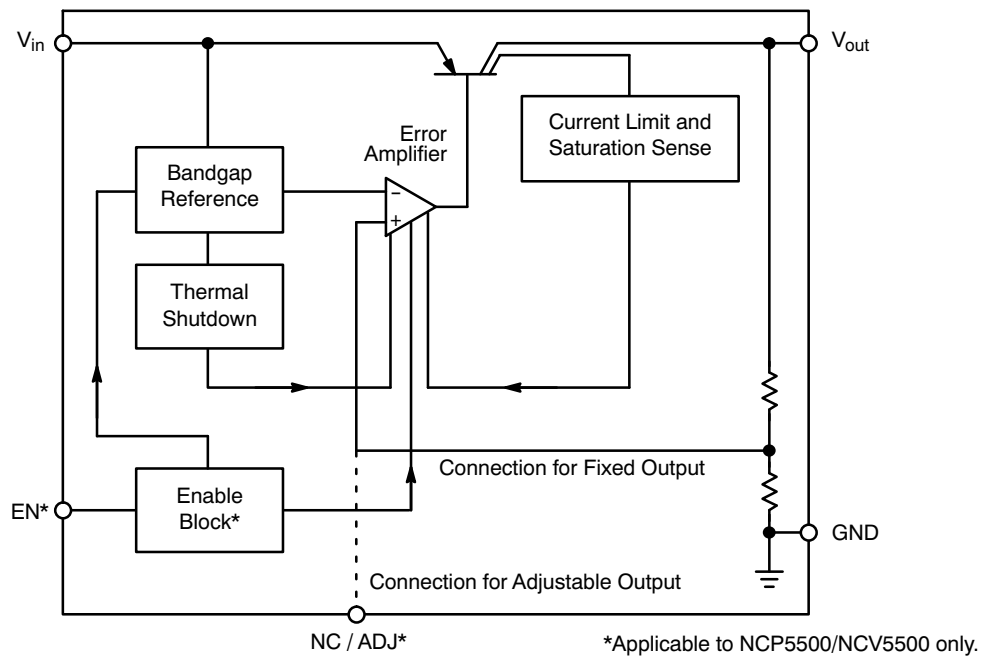 Vin
Vout
Error
Amplifier
Current Limit and
Saturation Sense
Bandgap
Reference
−
+
Thermal
Shutdown
Connection for Fixed Output
Enable
Block*
EN*
GND
Connection for Adjustable Output
NC / ADJ*
*Applicable to NCP5500/NCV5500 only.